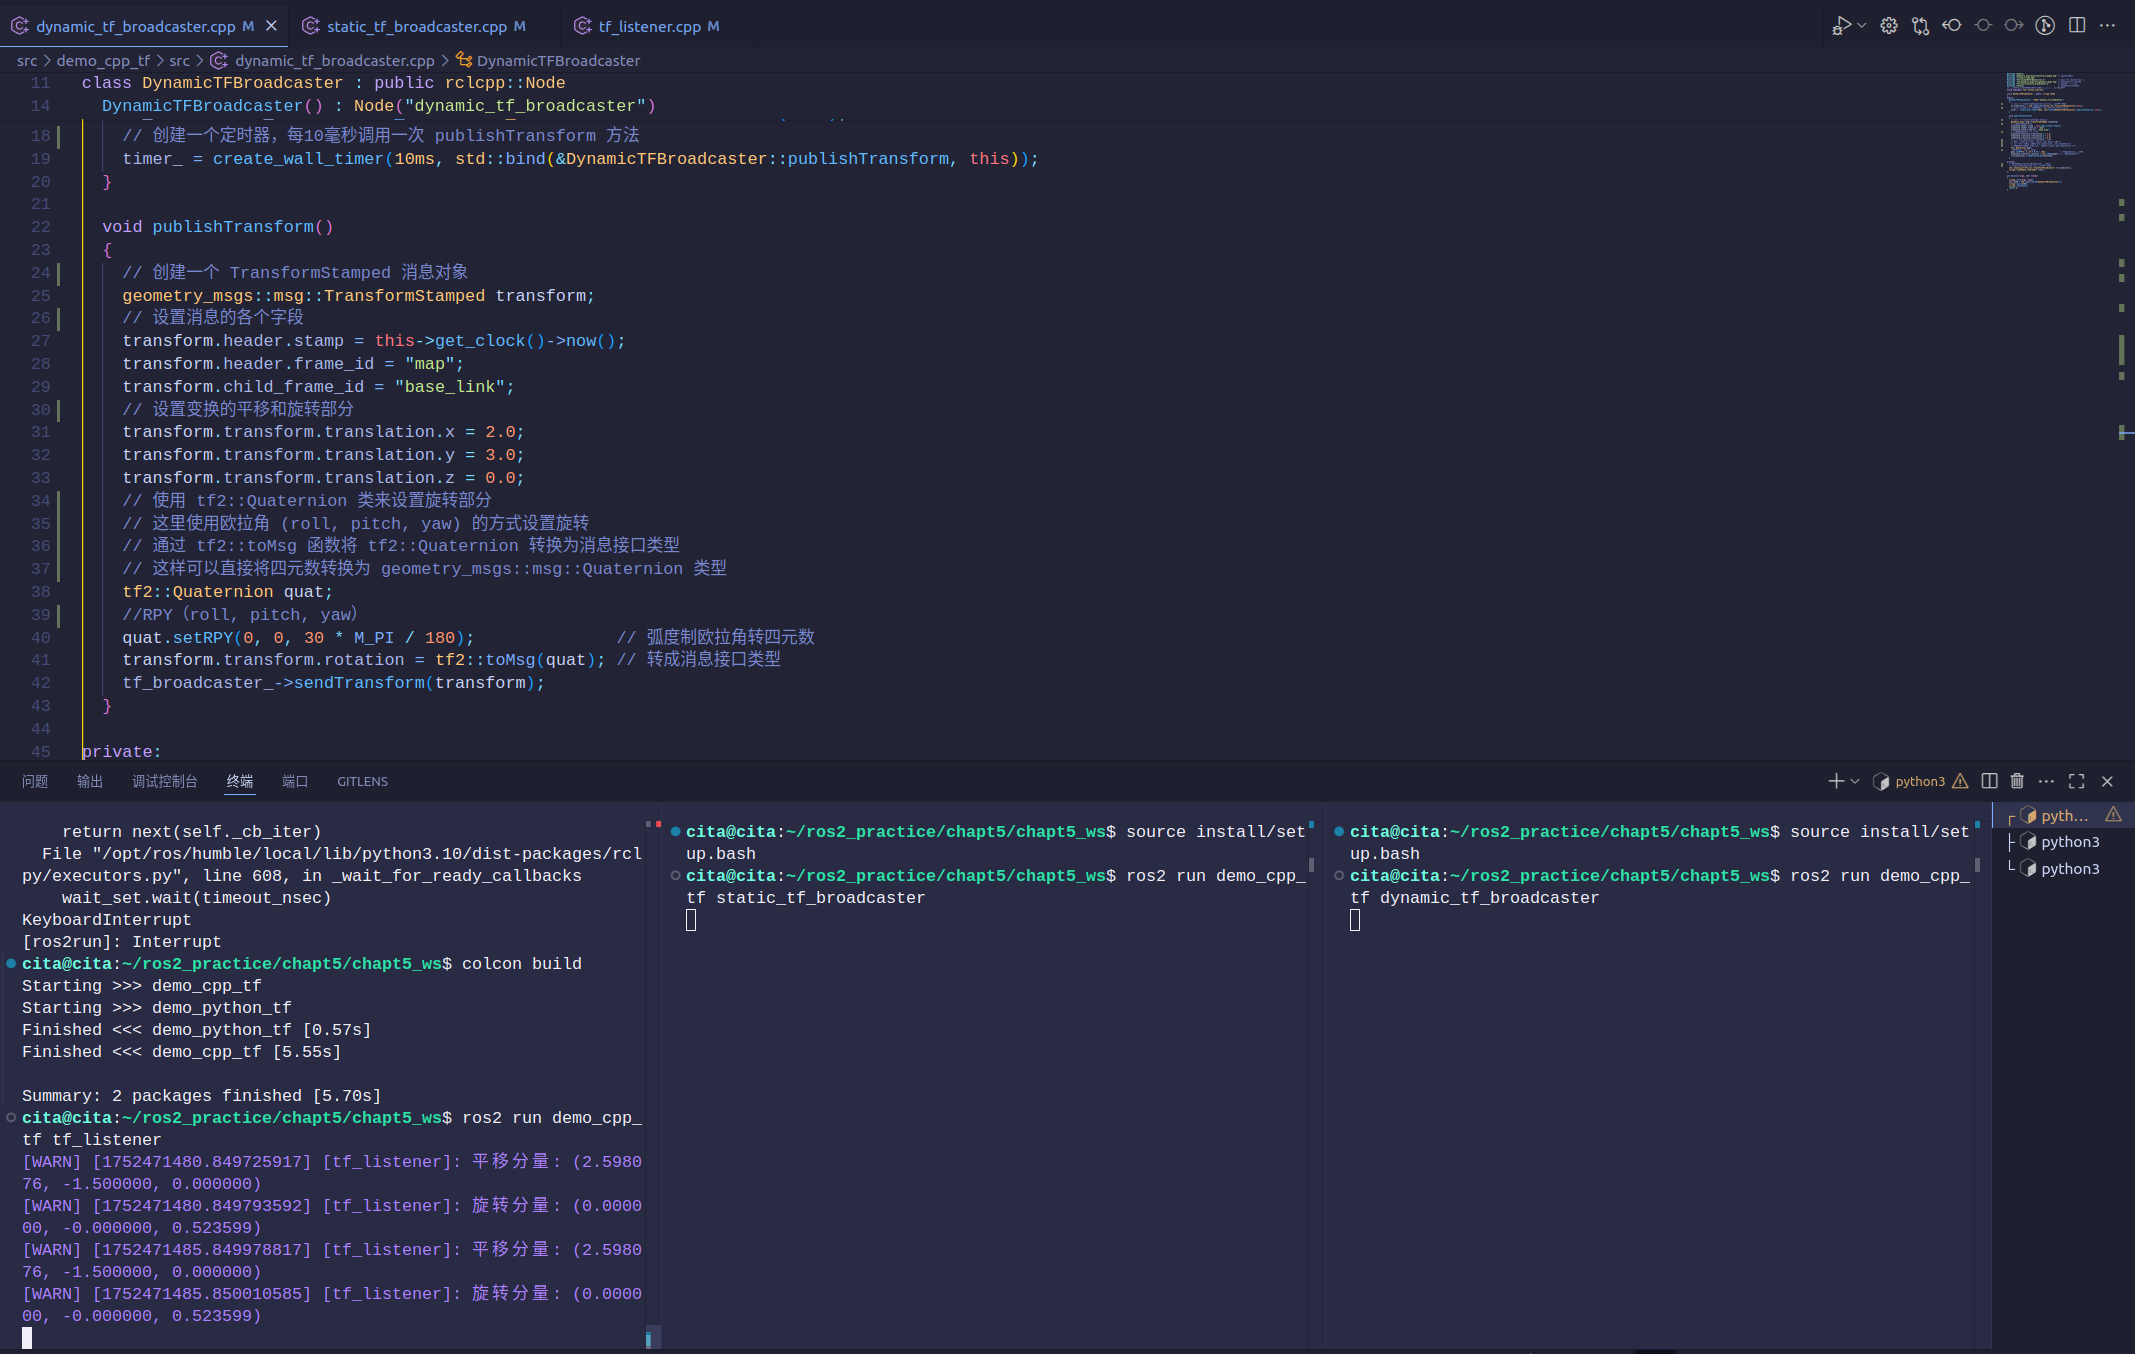 dynamic_tf_broadcaster.cpp M
static_tf_broadcaster.cpp M
tf_listener.cpp M
src > demo_cpp_tf > src > dynamic_tf_broadcaster.cpp > DynamicTFBroadcaster
11 class DynamicTFBroadcaster : public rclcpp::Node
14 DynamicTFBroadcaster() : Node("dynamic_tf_broadcaster")
18 // 创建一个定时器，每10毫秒调用一次 publishTransform 方法
19 timer_ = create_wall_timer(10ms, std::bind(&DynamicTFBroadcaster::publishTransform, this));
20 }
21
22 void publishTransform()
23 {
24 // 创建一个 TransformStamped 消息对象
25 geometry_msgs::msg::TransformStamped transform;
26 // 设置消息的各个字段
27 transform.header.stamp = this->get_clock()->now();
28 transform.header.frame_id = "map";
29 transform.child_frame_id = "base_link";
30 // 设置变换的平移和旋转部分
31 transform.transform.translation.x = 2.0;
32 transform.transform.translation.y = 3.0;
33 transform.transform.translation.z = 0.0;
34 // 使用 tf2::Quaternion 类来设置旋转部分
35 // 这里使用欧拉角 (roll, pitch, yaw) 的方式设置旋转
36 // 通过 tf2::toMsg 函数将 tf2::Quaternion 转换为消息接口类型
37 // 这样可以直接将四元数转换为 geometry_msgs::msg::Quaternion 类型
38 tf2::Quaternion quat;
39 //RPY（roll, pitch, yaw）
40 quat.setRPY(0, 0, 30 * M_PI / 180); // 弧度制欧拉角转四元数
41 transform.transform.rotation = tf2::toMsg(quat); // 转成消息接口类型
42 tf_broadcaster_->sendTransform(transform);
43 }
44
45 private:
问题 输出 调试控制台 终端 端口 GITLENS
python3
return next(self._cb_iter)
File "/opt/ros/humble/local/lib/python3.10/dist-packages/rcl
py/executors.py", line 608, in _wait_for_ready_callbacks
wait_set.wait(timeout_nsec)
KeyboardInterrupt
[ros2run]: Interrupt
cita@cita:~/ros2_practice/chapt5/chapt5_ws$ colcon build
Starting >>> demo_cpp_tf
Starting >>> demo_python_tf
Finished <<< demo_python_tf [0.57s]
Finished <<< demo_cpp_tf [5.55s]
Summary: 2 packages finished [5.70s]
cita@cita:~/ros2_practice/chapt5/chapt5_ws$ ros2 run demo_cpp_
tf tf_listener
[WARN] [1752471480.849725917] [tf_listener]: 平移分量: (2.5980
76, -1.500000, 0.000000)
[WARN] [1752471480.849793592] [tf_listener]: 旋转分量: (0.0000
00, -0.000000, 0.523599)
[WARN] [1752471485.849978817] [tf_listener]: 平移分量: (2.5980
76, -1.500000, 0.000000)
[WARN] [1752471485.850010585] [tf_listener]: 旋转分量: (0.0000
00, -0.000000, 0.523599)
cita@cita:~/ros2_practice/chapt5/chapt5_ws$ source install/set
up.bash
cita@cita:~/ros2_practice/chapt5/chapt5_ws$ ros2 run demo_cpp_
tf static_tf_broadcaster
cita@cita:~/ros2_practice/chapt5/chapt5_ws$ source install/set
up.bash
cita@cita:~/ros2_practice/chapt5/chapt5_ws$ ros2 run demo_cpp_
tf dynamic_tf_broadcaster
pyth...
python3
python3